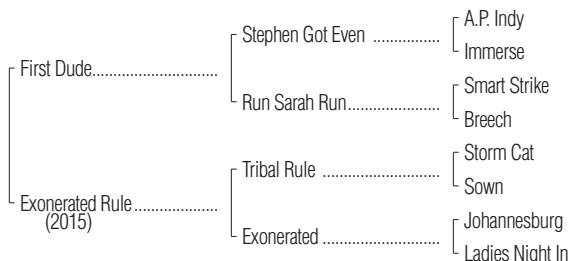 A.P. Indy
Stephen Got Even ................
Immerse
First Dude..............................
Smart Strike
Run Sarah Run......................
Breech
Storm Cat
Tribal Rule ............................
Sown
Exonerated Rule ....................
(2015)
Johannesburg
Exonerated ............................
Ladies Night In